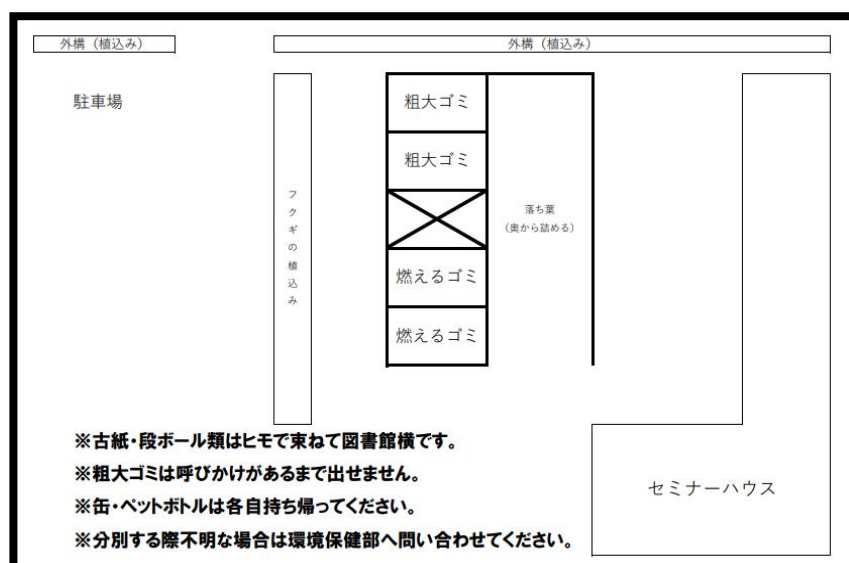 外構（植込み）
外構（植込み）
駐車場
粗大ゴミ
粗大ゴミ
フクギの植込み
落ち葉
（奥から詰める）
燃えるゴミ
燃えるゴミ
※古紙・段ボール類はヒモで束ねて図書館横です。
※粗大ゴミは呼びかけがあるまで出せません。
※缶・ペットボトルは各自持ち帰ってください。
※分別する際不明な場合は環境保健部へ問い合わせてください。
セミナーハウス